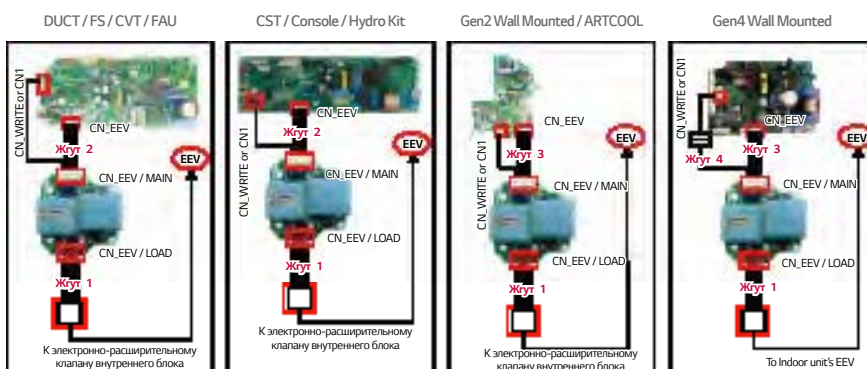 DUCT / FS / CVT / FAU
CN_WRITE or CN1
CN_EEV
Жгут 2
EEV
CN_EEV / MAIN
CN_EEV / LOAD
Жгут 1
К электронно-расширительному
клапану внутреннего блока
CST / Console / Hydro Kit
CN_EEV
Жгут 2
CN_WRITE or CN1
EEV
CN_EEV / MAIN
CN_EEV / LOAD
Жгут 1
К электронно-расширительному
клапану внутреннего блока
Gen2 Wall Mounted / ARTCOOL
CN_EEV
CN_WRITE or CN1
Жгут 3
EEV
CN_EEV / MAIN
CN_EEV / LOAD
Жгут 1
К электронно-расширительному
клапану внутреннего блока
Gen4 Wall Mounted
CN_WRITE or CN1
CN_EEV
Жгут 4
Жгут 3
EEV
CN_EEV / MAIN
CN_EEV / LOAD
Жгут 1
To Indoor unit's EEV